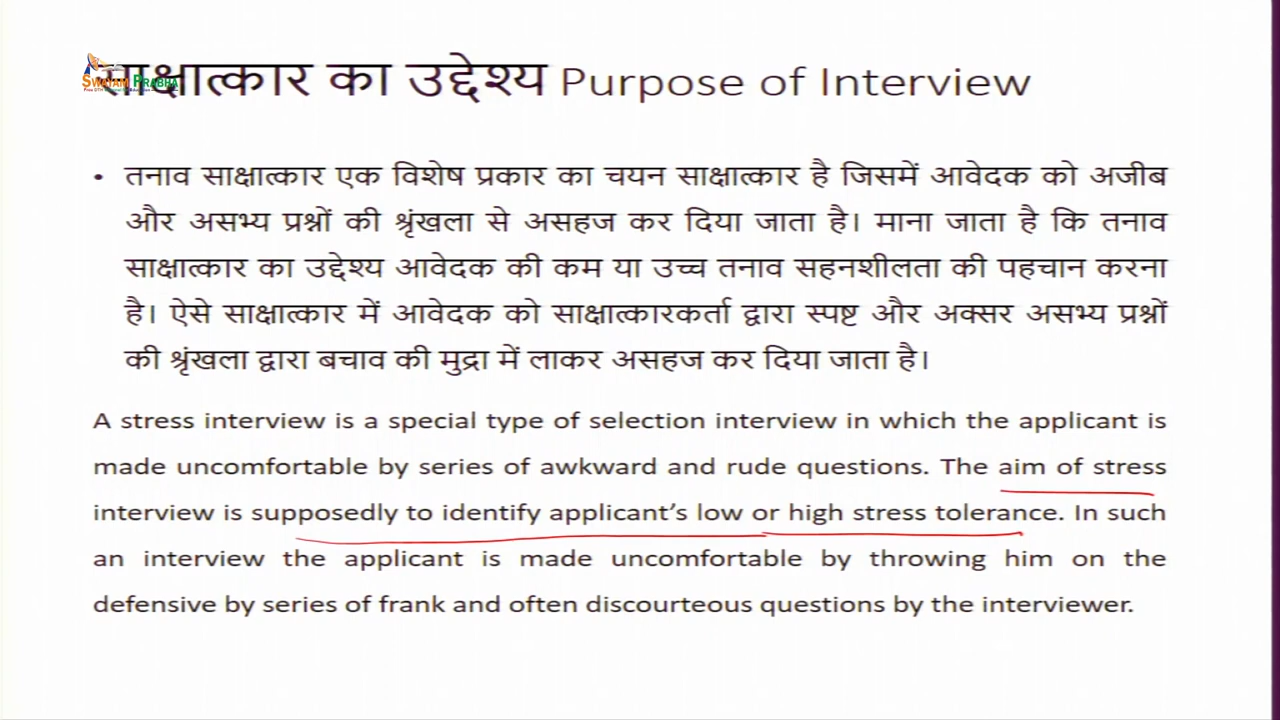 साक्षात्कार का उद्देश्य Purpose of Interview
SWAYAM PRABHA
• तनाव साक्षात्कार एक विशेष प्रकार का चयन साक्षात्कार है जिसमें आवेदक को अजीब
और असभ्य प्रश्नों की श्रृंखला से असहज कर दिया जाता है। माना जाता है कि तनाव
साक्षात्कार का उद्देश्य आवेदक की कम या उच्च तनाव सहनशीलता की पहचान करना
है। ऐसे साक्षात्कार में आवेदक को साक्षात्कारकर्ता द्वारा स्पष्ट और अक्सर असभ्य प्रश्नों
की श्रृंखला द्वारा बचाव की मुद्रा में लाकर असहज कर दिया जाता है।
A stress interview is a special type of selection interview in which the applicant is
made uncomfortable by series of awkward and rude questions. The aim of stress
interview is supposedly to identify applicant's low or high stress tolerance. In such
an interview the applicant is made uncomfortable by throwing him on the
defensive by series of frank and often discourteous questions by the interviewer.